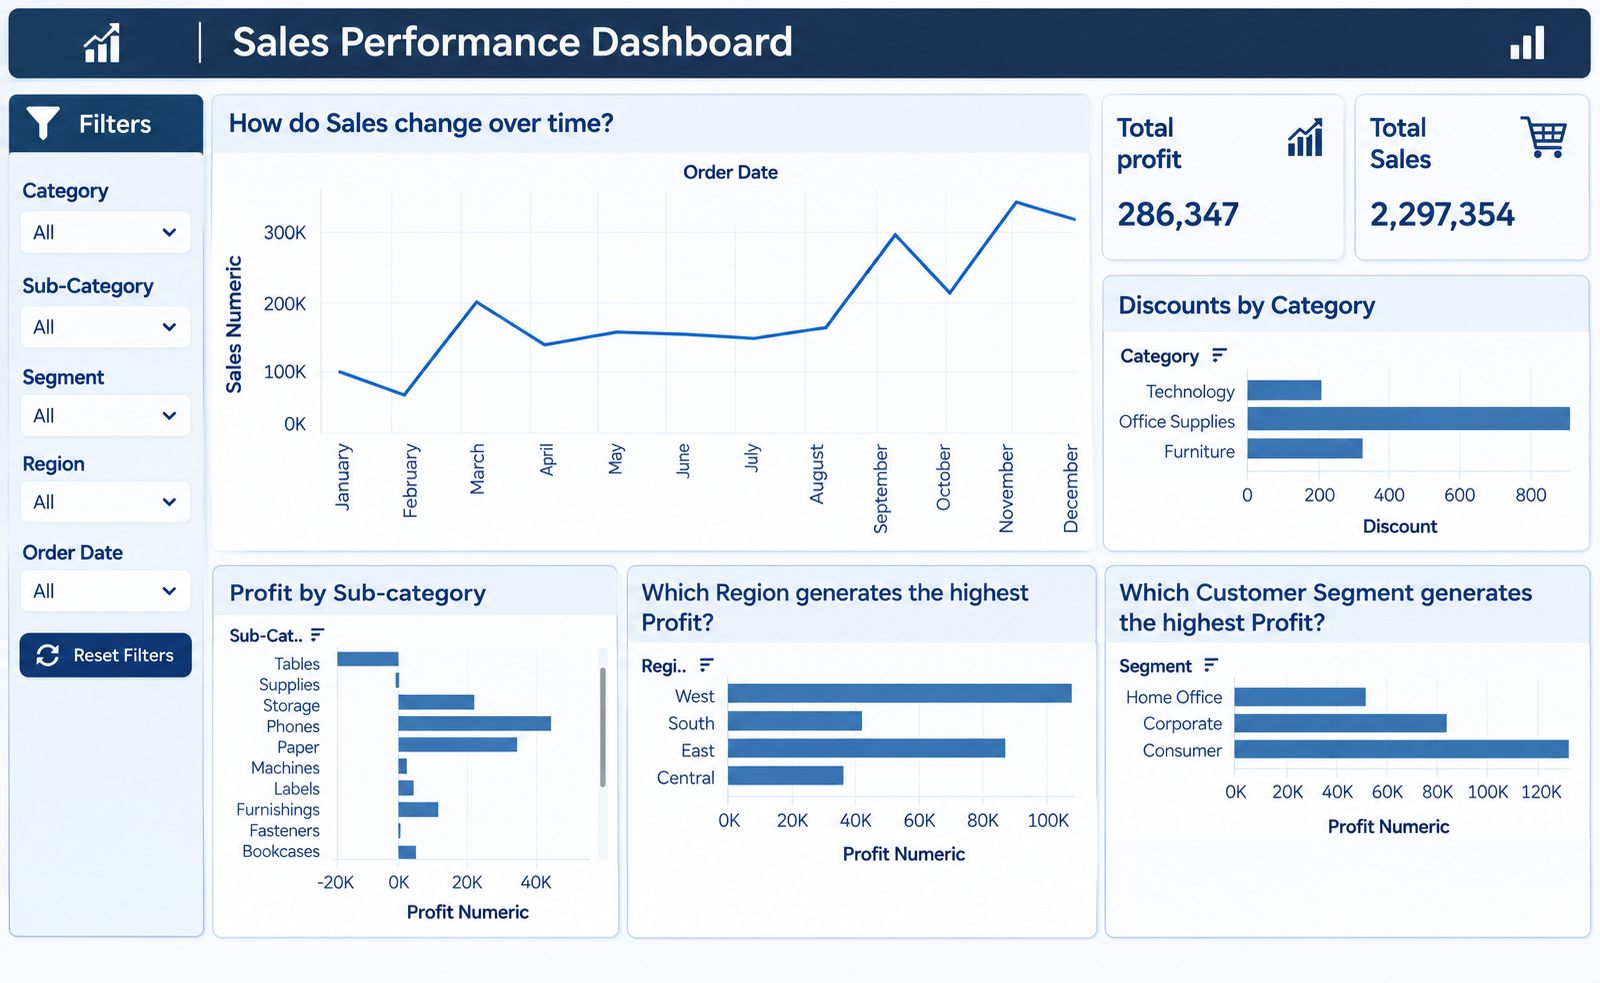 Sales Performance Dashboard
Filters
Category
All
Sub-Category
All
Segment
All
Region
All
Order Date
All
Reset Filters
How do Sales change over time?
Order Date
Sales Numeric
300K
200K
100K
0K
January
February
March
April
May
June
July
August
September
October
November
December
Total
profit
286,347
Total
Sales
2,297,354
Discounts by Category
Category
Technology
Office Supplies
Furniture
0 200 400 600 800
Discount
Profit by Sub-category
Sub-Cat..
Tables
Supplies
Storage
Phones
Paper
Machines
Labels
Furnishings
Fasteners
Bookcases
-20K 0K 20K 40K
Profit Numeric
Which Region generates the highest
Profit?
Regi..
West
South
East
Central
0K 20K 40K 60K 80K 100K
Profit Numeric
Which Customer Segment generates
the highest Profit?
Segment
Home Office
Corporate
Consumer
0K 20K 40K 60K 80K 100K 120K
Profit Numeric